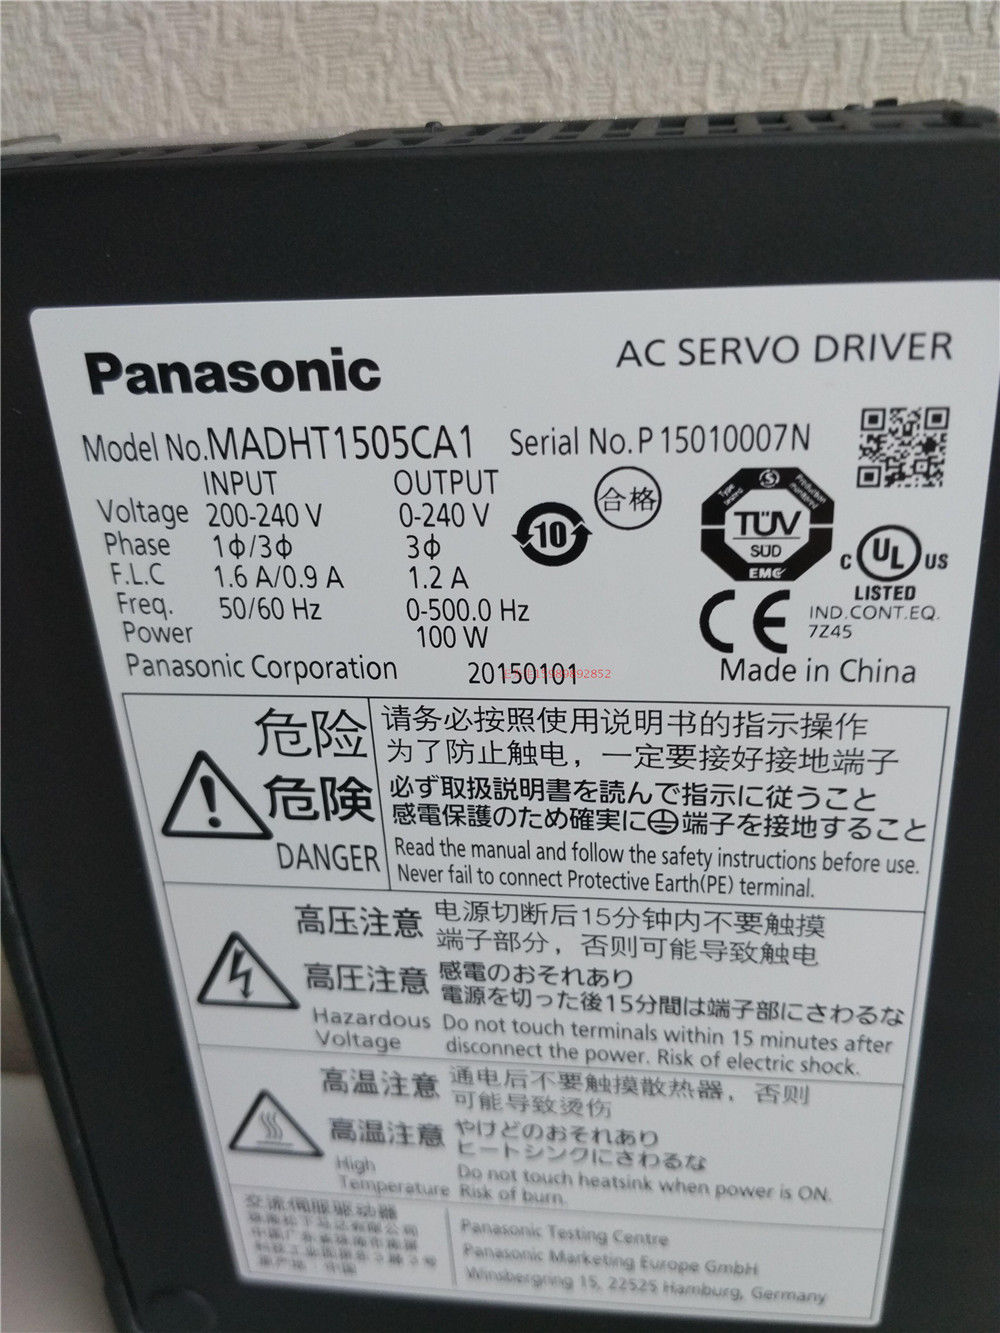 Panasonic
AC SERVO DRIVER
Model No.MADHT1505CA1 Serial No.P15010007N
INPUT OUTPUT
Voltage 200-240 V 0-240 V
Phase 1Φ/3Φ 3Φ
F.L.C 1.6 A/0.9 A 1.2 A
Freq. 50/60 Hz 0-500.0 Hz
Power 100 W
Panasonic Corporation 20150101
10
合格
Type tested
Production monitored
TÜV
SÜD
EMC
C UL US
LISTED
IND.CONT.EQ.
7Z45
CE
Made in China
15989892852
危险 请务必按照使用说明书的指示操作
为了防止触电，一定要接好接地端子
危険 必ず取扱説明書を読んで指示に従うこと
感電保護のため確実に端子を接地すること
DANGER Read the manual and follow the safety instructions before use.
Never fail to connect Protective Earth(PE) terminal.
高压注意 电源切断后15分钟内不要触摸
端子部分，否则可能导致触电
高圧注意 感電のおそれあり
電源を切った後15分間は端子部にさわるな
Hazardous Voltage Do not touch terminals within 15 minutes after
disconnect the power. Risk of electric shock.
高温注意 通电后不要触摸散热器，否则
可能导致烫伤
高温注意 やけどのおそれあり
ヒートシンクにさわるな
High Temperature Do not touch heatsink when power is ON.
Risk of burn.
交流伺服驱动器
Panasonic Testing Centre
Panasonic Marketing Europe GmbH
Winsbergring 15, 22525 Hamburg, Germany